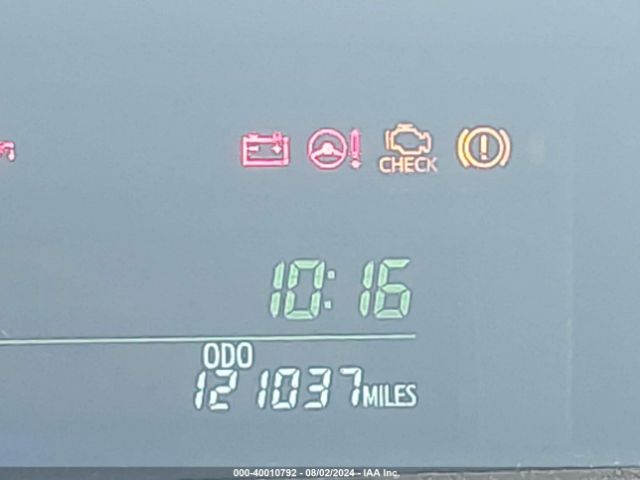 CHECK
10:16
ODO
121037 MILES
000-40010792 - 08/02/2024 - IAA Inc.